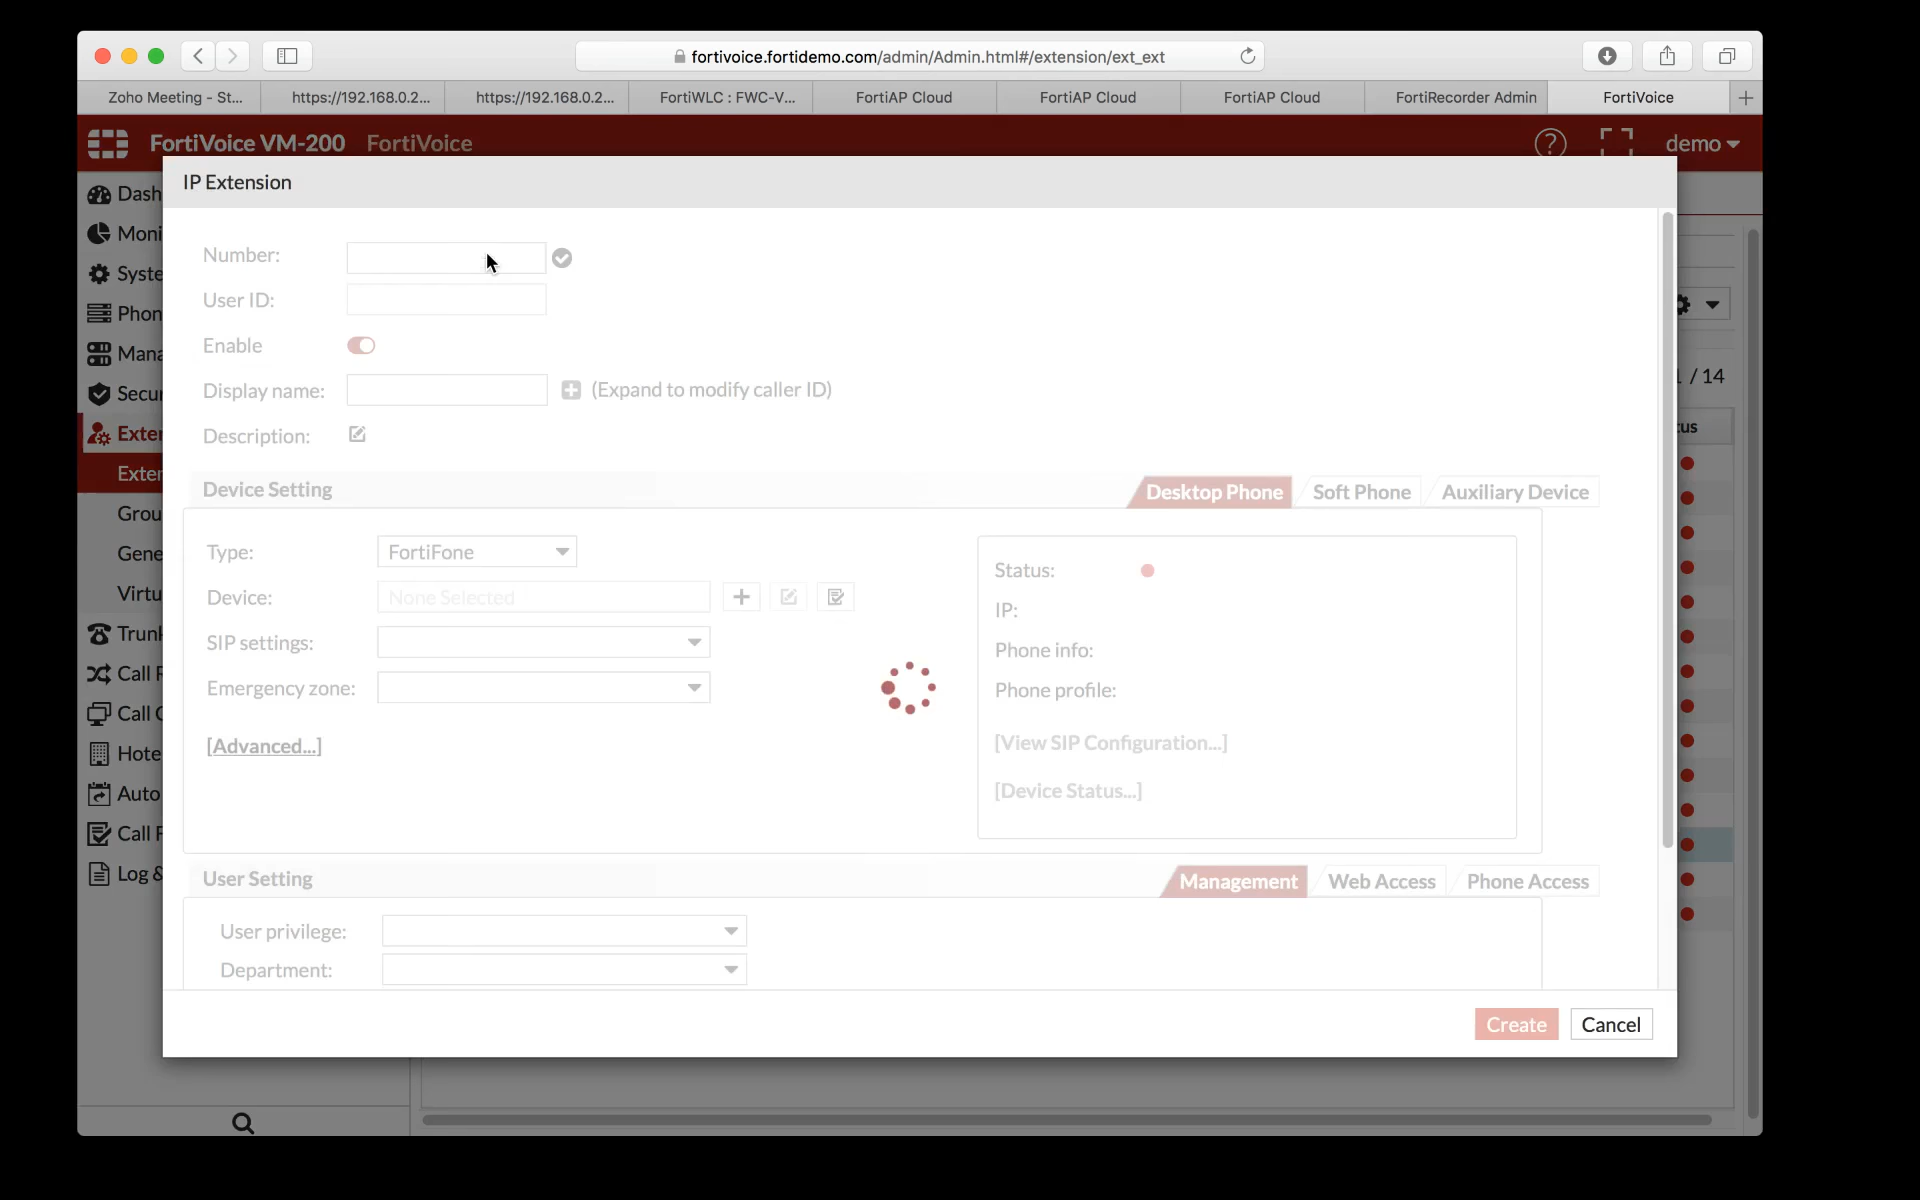 fortivoice.fortidemo.com/admin/Admin.html#/extension/ext_ext
Zoho Meeting - St...
https://192.168.0.2...
https://192.168.0.2...
FortiWLC : FWC-V...
FortiAP Cloud
FortiAP Cloud
FortiAP Cloud
FortiRecorder Admin
FortiVoice
FortiVoice VM-200 FortiVoice
demo
IP Extension
Dash
Moni
Syste
Phon
Mana
Secur
Exter
Exter
Grou
Gene
Virtu
Trunk
Call R
Call C
Hote
Auto
Call F
Log &
Number:
User ID:
Enable
Display name:
(Expand to modify caller ID)
Description:
/ 14
tus
Device Setting
Desktop Phone
Soft Phone
Auxiliary Device
Type:
FortiFone
Device:
None Selected
SIP settings:
Emergency zone:
[Advanced...]
Status:
IP:
Phone info:
Phone profile:
[View SIP Configuration...]
[Device Status...]
User Setting
Management
Web Access
Phone Access
User privilege:
Department:
Create
Cancel